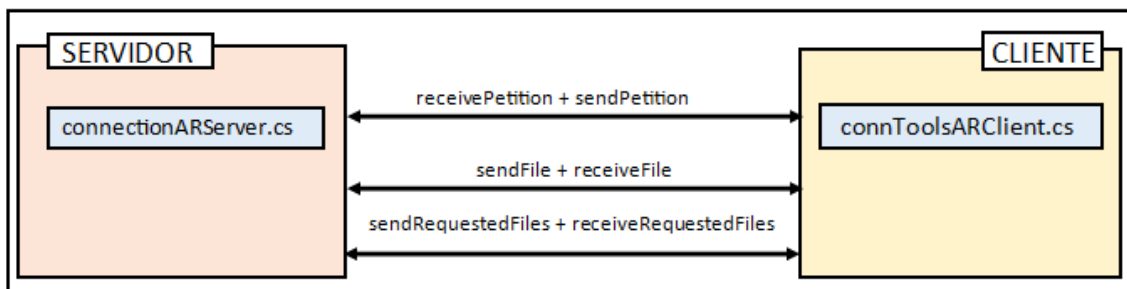 SERVIDOR
CLIENTE
connectionARServer.cs
receivePetition + sendPetition
connToolsARClient.cs
sendFile + receiveFile
sendRequestedFiles + receiveRequestedFiles